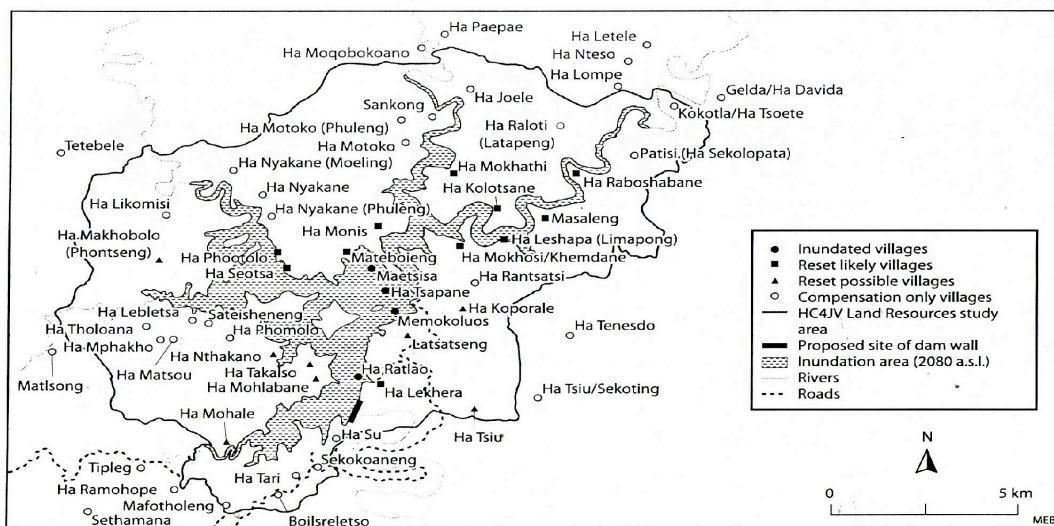 Ha Paepae
Ha Moqobokoano
Ha Letele
Ha Nteso
Ha Lompe
Gelda/Ha Davida
Ha Joele
Sankong
Kokotla/Ha Tsoete
Ha Motoko (Phuleng)
Ha Raloti
(Latapeng)
Ha Motoko
Tetebele
Patisi.(Ha Sekolopata)
Ha Nyakane (Moeling)
Ha Mokhathi
Ha Raboshabane
Ha Kolotsane
Ha Nyakane
Ha Likomisi
Ha Nyakane (Phuleng)
Masaleng
Ha Monis
Ha Makhobolo
(Phontseng)
Ha Leshapa (Limapong)
Ha Phootolo
Mateboieng
Ha Mokhosi/Khemdane
Ha Seotsa
Maetsisa
Ha Rantsatsi
Ha Tsapane
Ha Koporale
Ha Lebletsa
Sateisheneng
Memokoluos
Ha Tholoana
Ha Phomolo
Ha Tenesdo
Ha Mphakho
Latsatseng
Ha Nthakano
Matlsong
Ha Matsou
Ha Takalso
Ha Ratlao
Ha Mohlabane
Ha Lekhera
Ha Tsiu/Sekoting
Ha Mohale
Ha Tsiu
Ha Su
Tipleg
Sekokoaneng
Ha Tari
Ha Ramohope
Mafotholeng
Sethamana
Boilsreletso
Inundated villages
Reset likely villages
Reset possible villages
Compensation only villages
HC4JV Land Resources study
area
Proposed site of dam wall
Inundation area (2080 a.s.l.)
Rivers
Roads
N
0 5 km
MEB